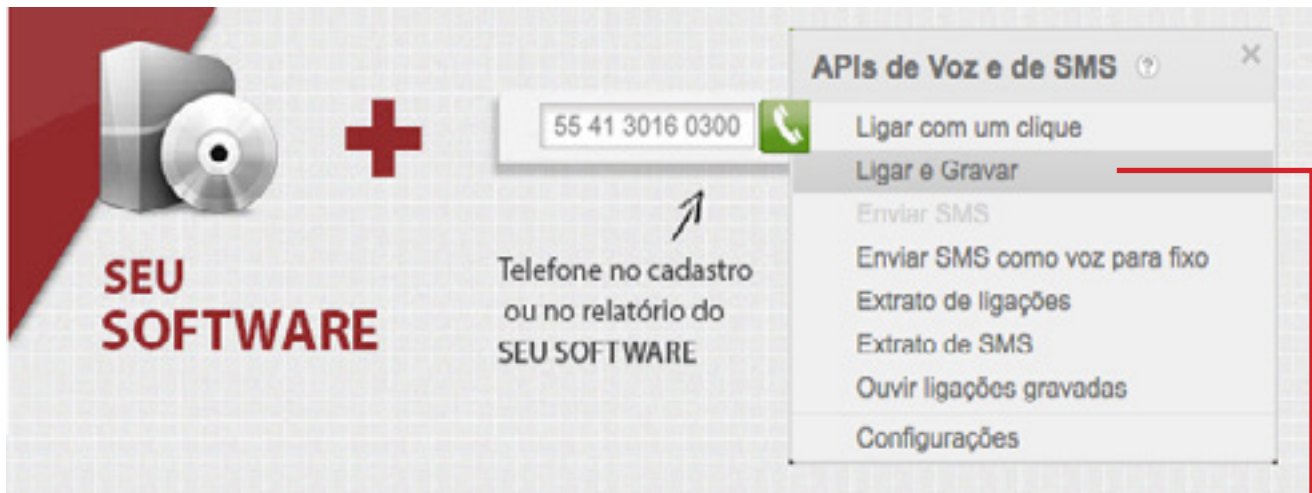 SEU
SOFTWARE
55 41 3016 0300
Telefone no cadastro
ou no relatório do
SEU SOFTWARE
APIs de Voz e de SMS ?
Ligar com um clique
Ligar e Gravar
Enviar SMS
Enviar SMS como voz para fixo
Extrato de ligações
Extrato de SMS
Ouvir ligações gravadas
Configurações